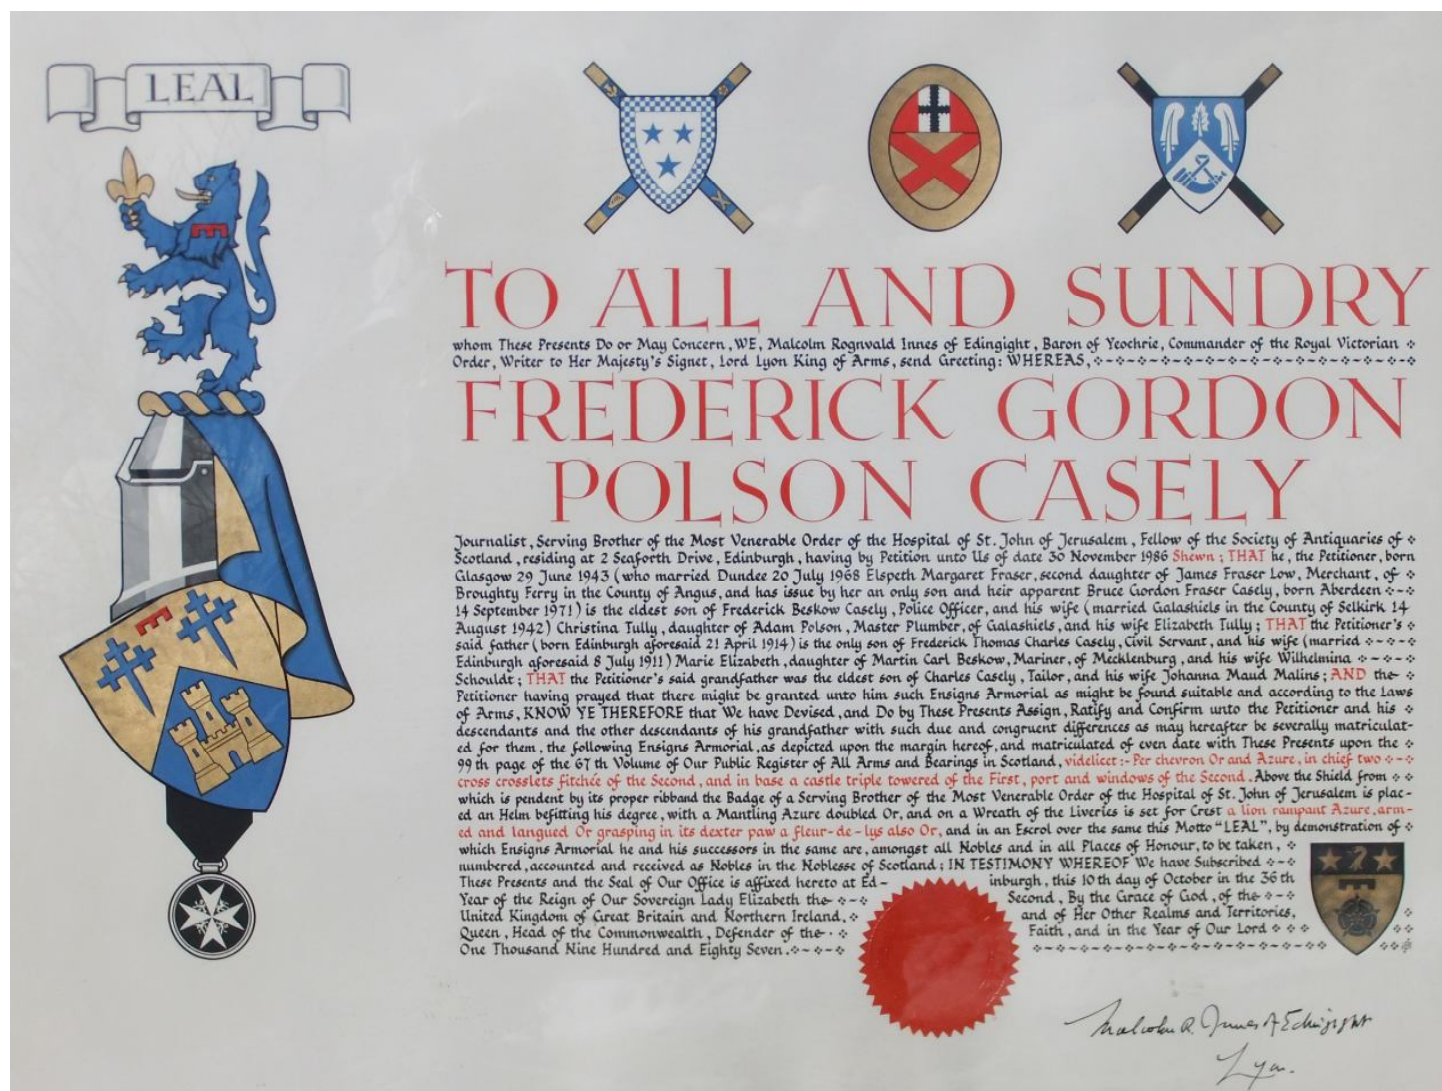 LEAL
TO ALL AND SUNDRY
whom These Presents Do or May Concern, WE, Malcolm Rognvald Innes of Edingight, Baron of Yeochrie, Commander of the Royal Victorian
Order, Writer to Her Majesty's Signet, Lord Lyon King of Arms, send Greeting: WHEREAS,
FREDERICK GORDON
POLSON CASELY
Journalist, Serving Brother of the Most Venerable Order of the Hospital of St. John of Jerusalem, Fellow of the Society of Antiquaries of
Scotland, residing at 2 Seaforth Drive, Edinburgh, having by Petition unto Us of date 30 November 1986 Shewn; THAT he, the Petitioner, born
Glasgow 29 June 1943 (who married Dundee 20 July 1968 Elspeth Margaret Fraser, second daughter of James Fraser Low, Merchant, of
Broughty Ferry in the County of Angus, and has issue by her an only son and heir apparent Bruce Gordon Fraser Casely, born Aberdeen
14 September 1971) is the eldest son of Frederick Beskow Casely, Police Officer, and his wife (married Galashiels in the County of Selkirk 14
August 1942) Christina Tully, daughter of Adam Polson, Master Plumber, of Galashiels, and his wife Elizabeth Tully; THAT the Petitioner's
said father (born Edinburgh aforesaid 21 April 1914) is the only son of Frederick Thomas Charles Casely, Civil Servant, and his wife (married
Edinburgh aforesaid 8 July 1911) Marie Elizabeth, daughter of Martin Carl Beskow, Mariner, of Mecklenburg, and his wife Wilhelmina
Schouldt; THAT the Petitioner's said grandfather was the eldest son of Charles Casely, Tailor, and his wife Johanna Maud Malins; AND the
Petitioner having prayed that there might be granted unto him such Ensigns Armorial as might be found suitable and according to the Laws
of Arms, KNOW YE THEREFORE that We have Devised, and Do by These Presents Assign, Ratify and Confirm unto the Petitioner and his
descendants and the other descendants of his grandfather with such due and congruent differences as may hereafter be severally matriculat-
ed for them, the following Ensigns Armorial, as depicted upon the margin hereof, and matriculated of even date with These Presents upon the
99th page of the 67th Volume of Our Public Register of All Arms and Bearings in Scotland, videlicet:- Per chevron Or and Azure, in chief two
cross crosslets fitchée of the Second, and in base a castle triple towered of the First, port and windows of the Second. Above the Shield from
which is pendent by its proper ribband the Badge of a Serving Brother of the Most Venerable Order of the Hospital of St. John of Jerusalem is plac-
ed an Helm befitting his degree, with a Mantling Azure doubled Or, and on a Wreath of the Liveries is set for Crest a lion rampant Azure, arm-
ed and langued Or grasping in its dexter paw a fleur-de-lys also Or, and in an Escrol over the same this Motto "LEAL", by demonstration of
which Ensigns Armorial he and his successors in the same are, amongst all Nobles and in all Places of Honour, to be taken,
numbered, accounted and received as Nobles in the Noblesse of Scotland; IN TESTIMONY WHEREOF We have Subscribed
These Presents and the Seal of Our Office is affixed hereto at Ed-inburgh, this 10th day of October in the 36th
Year of the Reign of Our Sovereign Lady Elizabeth the Second, By the Grace of God, of the
United Kingdom of Great Britain and Northern Ireland, and of Her Other Realms and Territories,
Queen, Head of the Commonwealth, Defender of the Faith, and in the Year of Our Lord
One Thousand Nine Hundred and Eighty Seven.
Malcolm R. Innes of Edingight
Lyon.